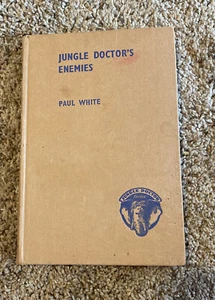 JUNGLE DOCTOR'S
ENEMIES
PAUL WHITE
JUNGLE DOCTOR